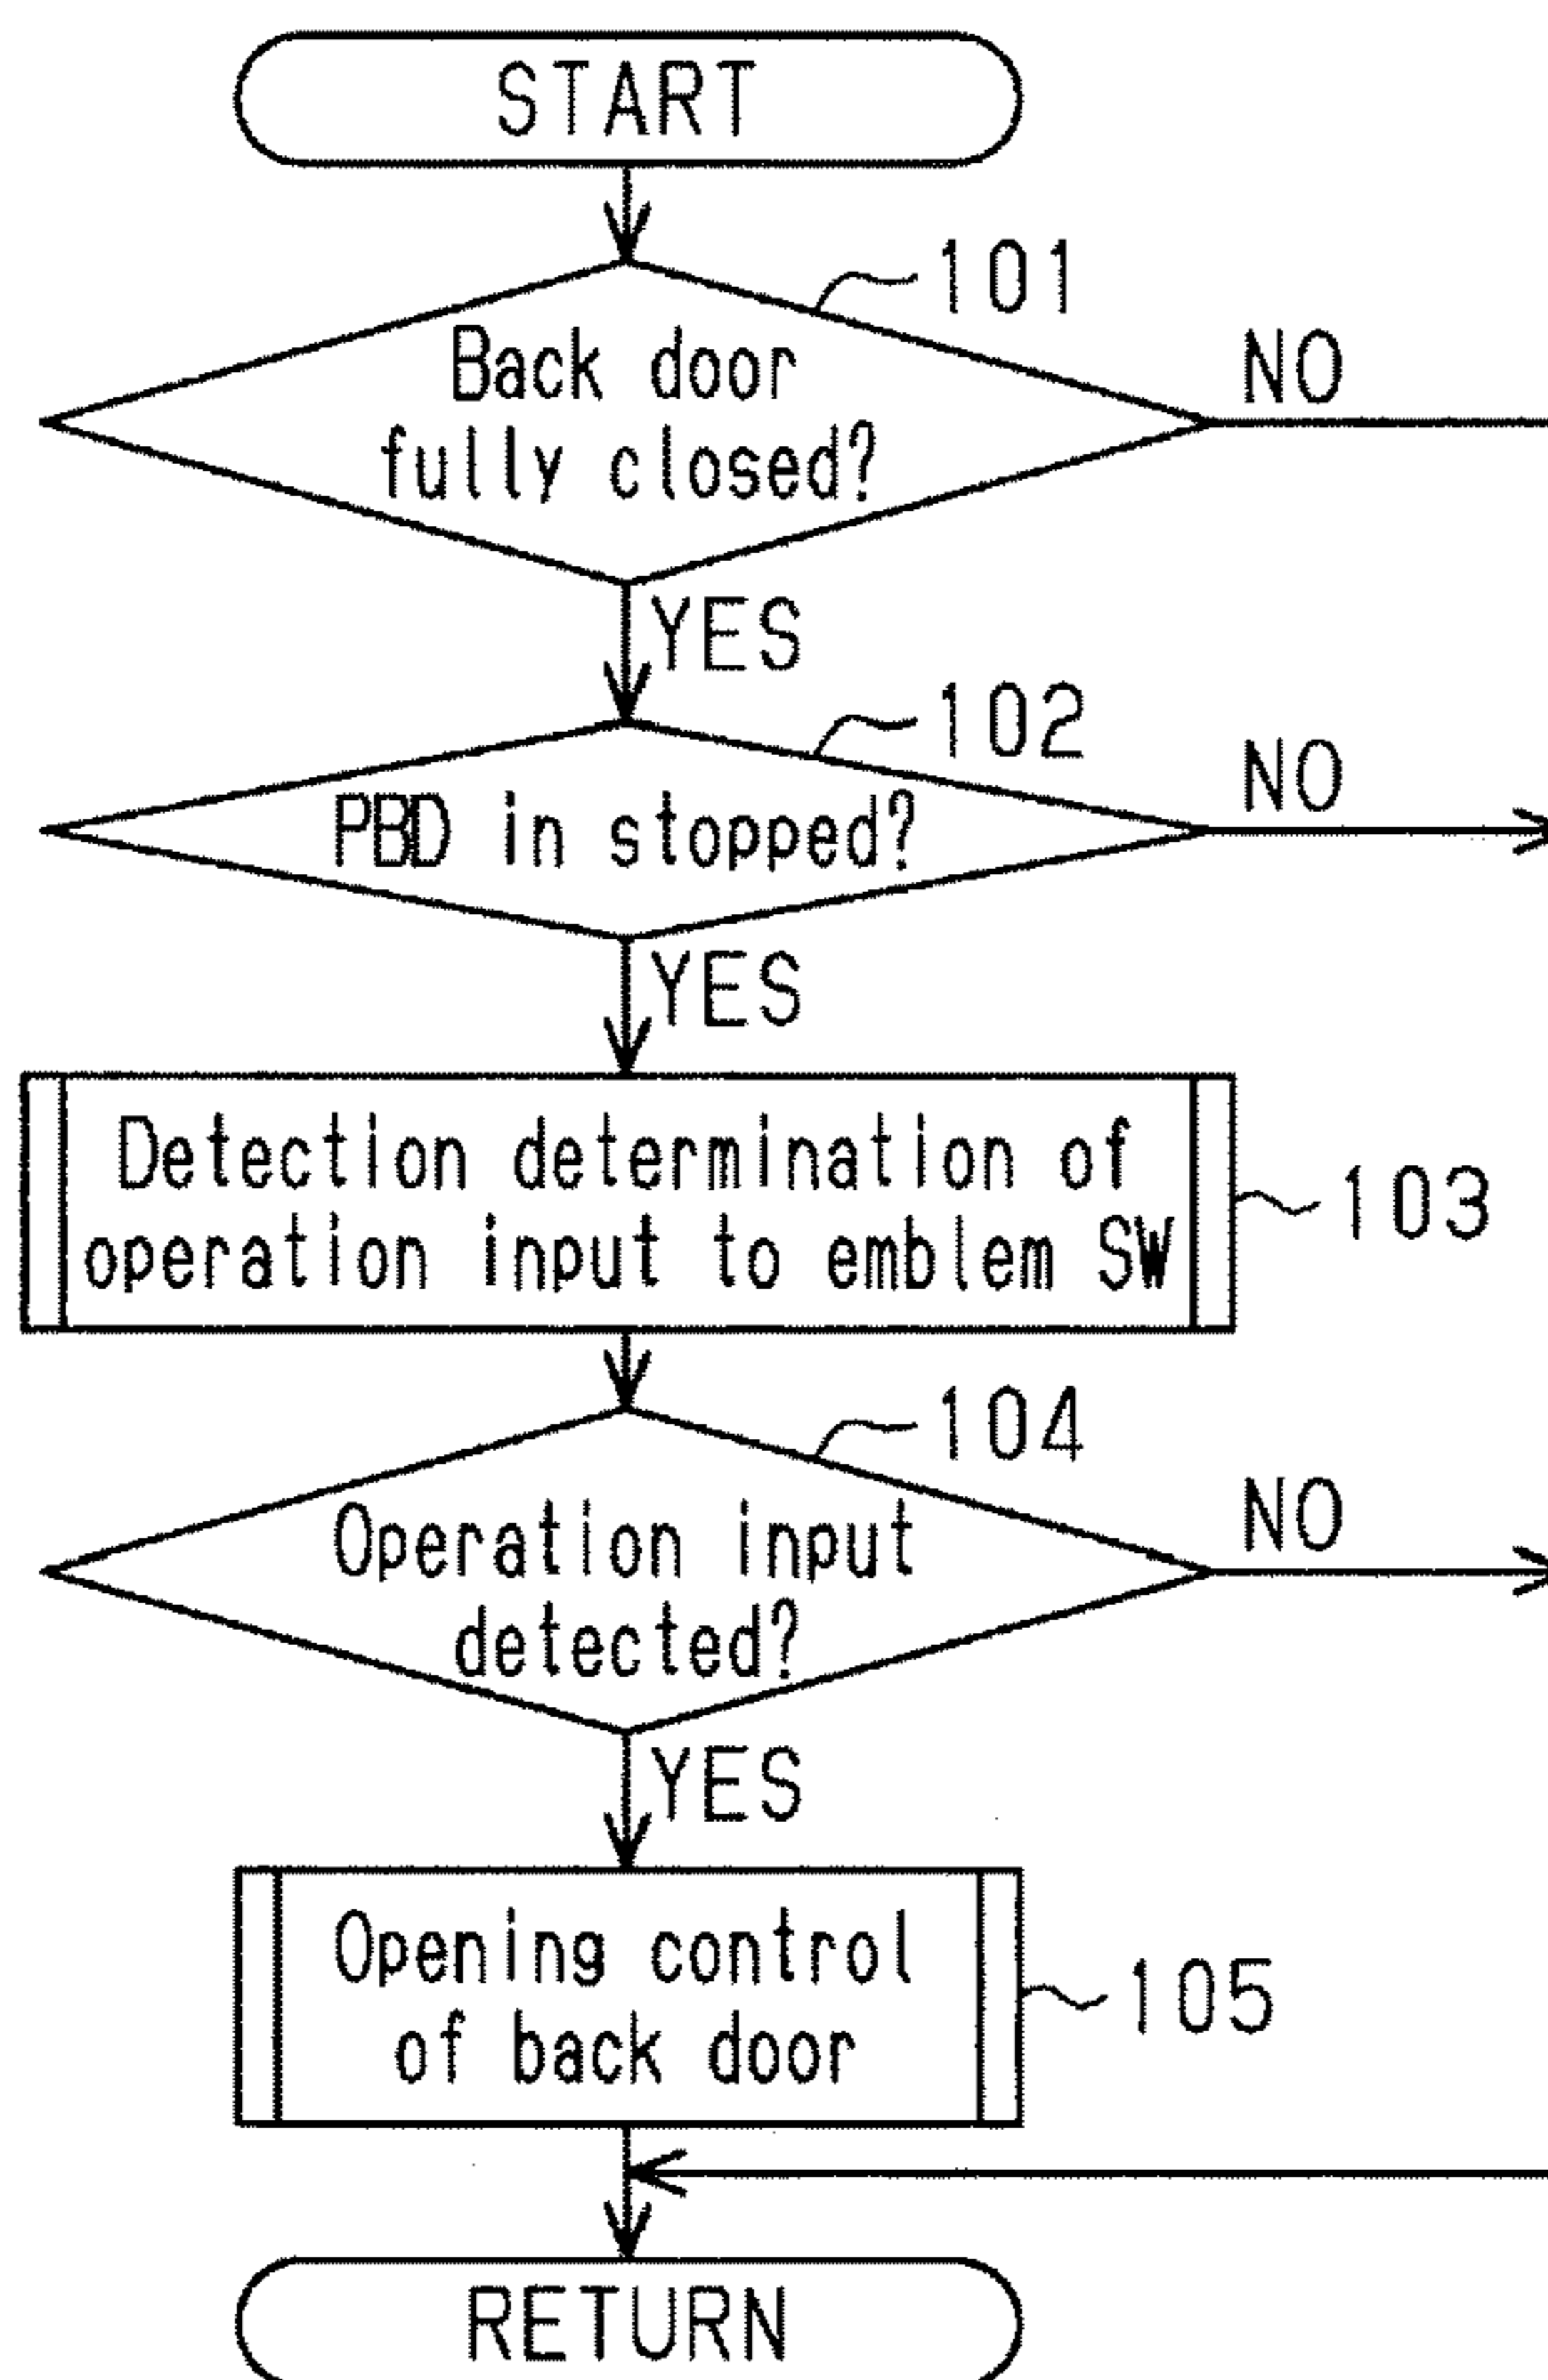 START
101
Back door
fully closed?
NO
YES
102
PBD in stopped?
NO
YES
Detection determination of
operation input to emblem SW
103
104
Operation input
detected?
NO
YES
Opening control
of back door
105
RETURN